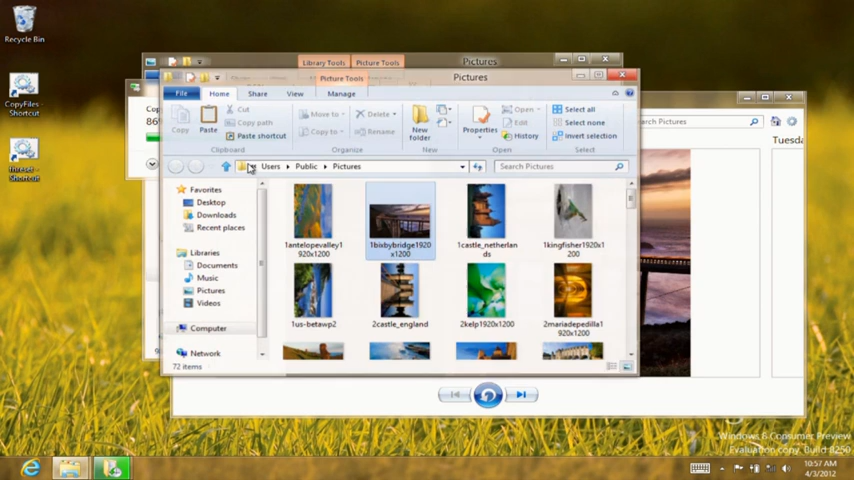 Recycle Bin
CopyFiles -
Shortcut
Shortcut
Library Tools
Picture Tools
Pictures
Picture Tools
Pictures
File
Home
Share
View
Manage
Copy
Paste
Cut
Copy path
Paste shortcut
Clipboard
Move to
Copy to
Delete
Rename
Organize
New
folder
New
Properties
Open
Edit
History
Open
Select all
Select none
Invert selection
Select
Users
Public
Pictures
Search Pictures
Search Pictures
Tuesda
Cop
86
Favorites
Desktop
Downloads
Recent places
Libraries
Documents
Music
Pictures
Videos
Computer
Network
1antelopevalley1
920x1200
1bixbybridge1920
x1200
1castle_netherlan
ds
1kingfisher1920x1
200
1us-betawp2
2castle_england
2kelp1920x1200
2mariadepedilla1
920x1200
72 items
Windows 8 Consumer Preview
Evaluation copy. Build 8250
10:57 AM
4/3/2012